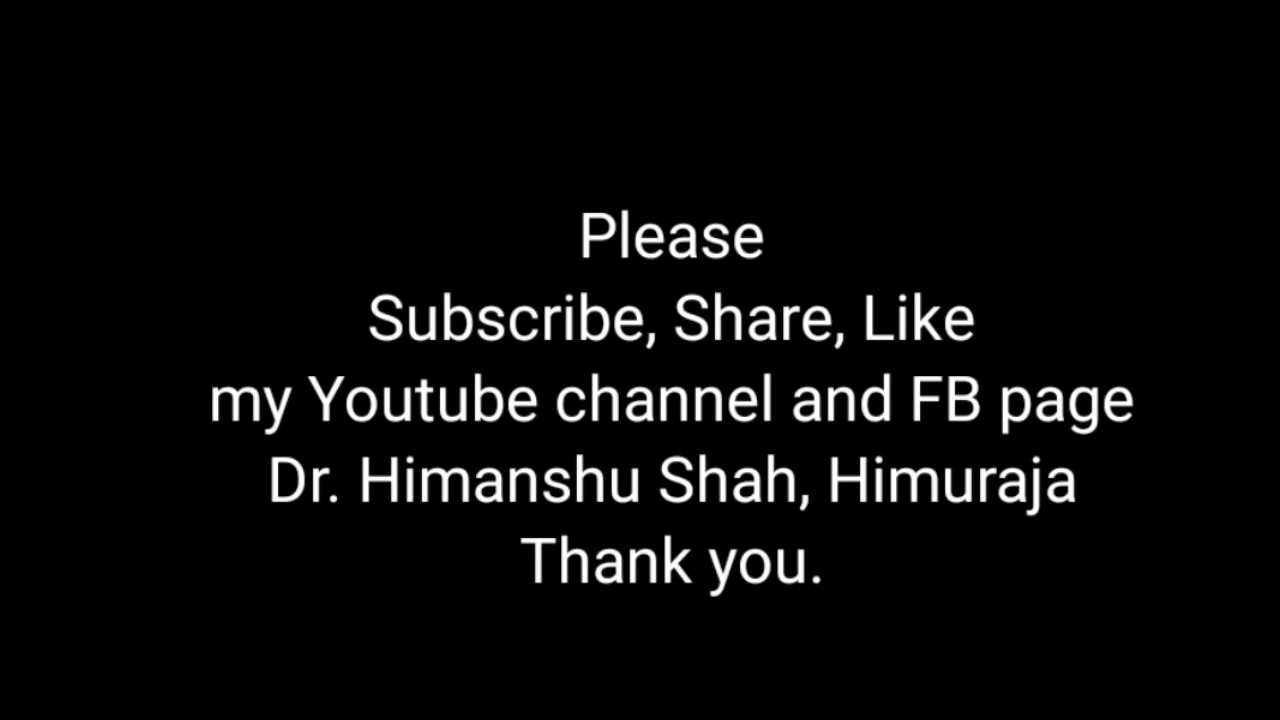 Please
Subscribe, Share, Like
my Youtube channel and FB page
Dr. Himanshu Shah, Himuraja
Thank you.